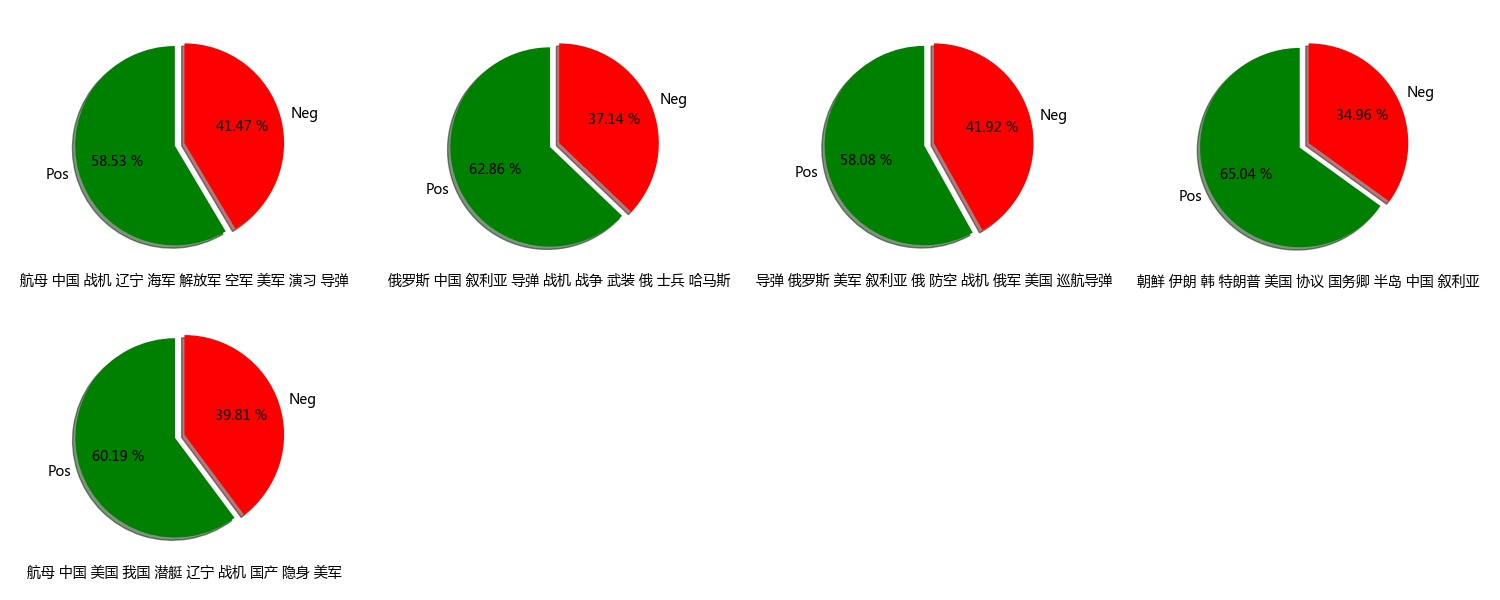 Neg
41.47 %
58.53 %
Pos
航母 中国 战机 辽宁 海军 解放军 空军 美军 演习 导弹
Neg
37.14 %
62.86 %
Pos
俄罗斯 中国 叙利亚 导弹 战机 战争 武装 俄 士兵 哈马斯
Neg
41.92 %
58.08 %
Pos
导弹 俄罗斯 美军 叙利亚 俄 防空 战机 俄军 美国 巡航导弹
Neg
34.96 %
65.04 %
Pos
朝鲜 伊朗 韩 特朗普 美国 协议 国务卿 半岛 中国 叙利亚
Neg
39.81 %
60.19 %
Pos
航母 中国 美国 我国 潜艇 辽宁 战机 国产 隐身 美军